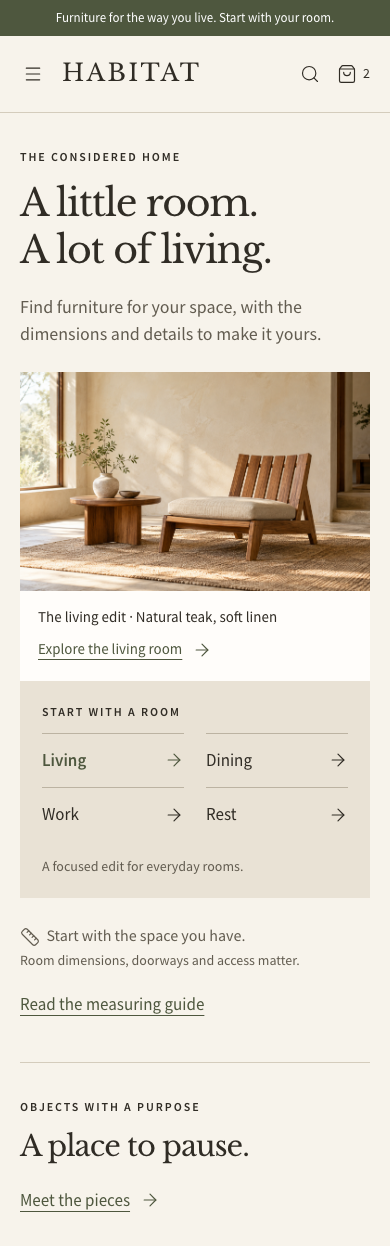 Furniture for the way you live. Start with your room.
HABITAT
2
THE CONSIDERED HOME
A little room.
A lot of living.
Find furniture for your space, with the
dimensions and details to make it yours.
The living edit · Natural teak, soft linen
Explore the living room
START WITH A ROOM
Living
Dining
Work
Rest
A focused edit for everyday rooms.
Start with the space you have.
Room dimensions, doorways and access matter.
Read the measuring guide
OBJECTS WITH A PURPOSE
A place to pause.
Meet the pieces